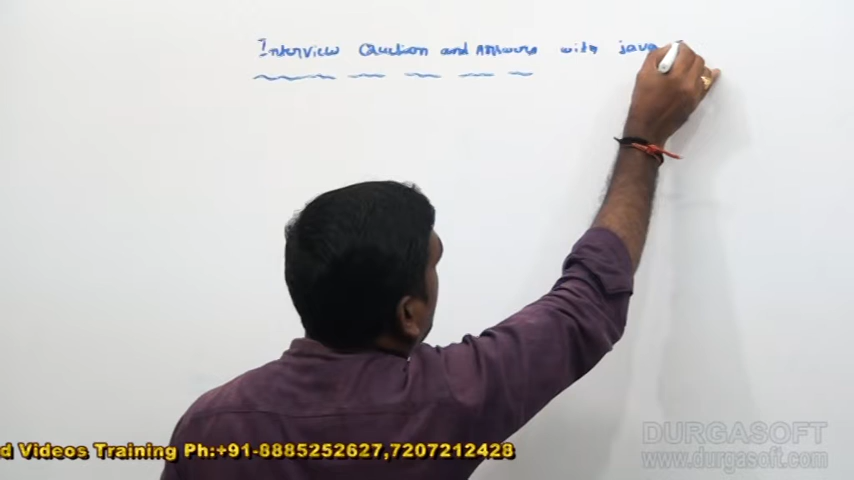 Interview Question and Answers with java
DURGASOFT
www.durgasoft.com
d Videos Training Ph:+91-8885252627,7207212428